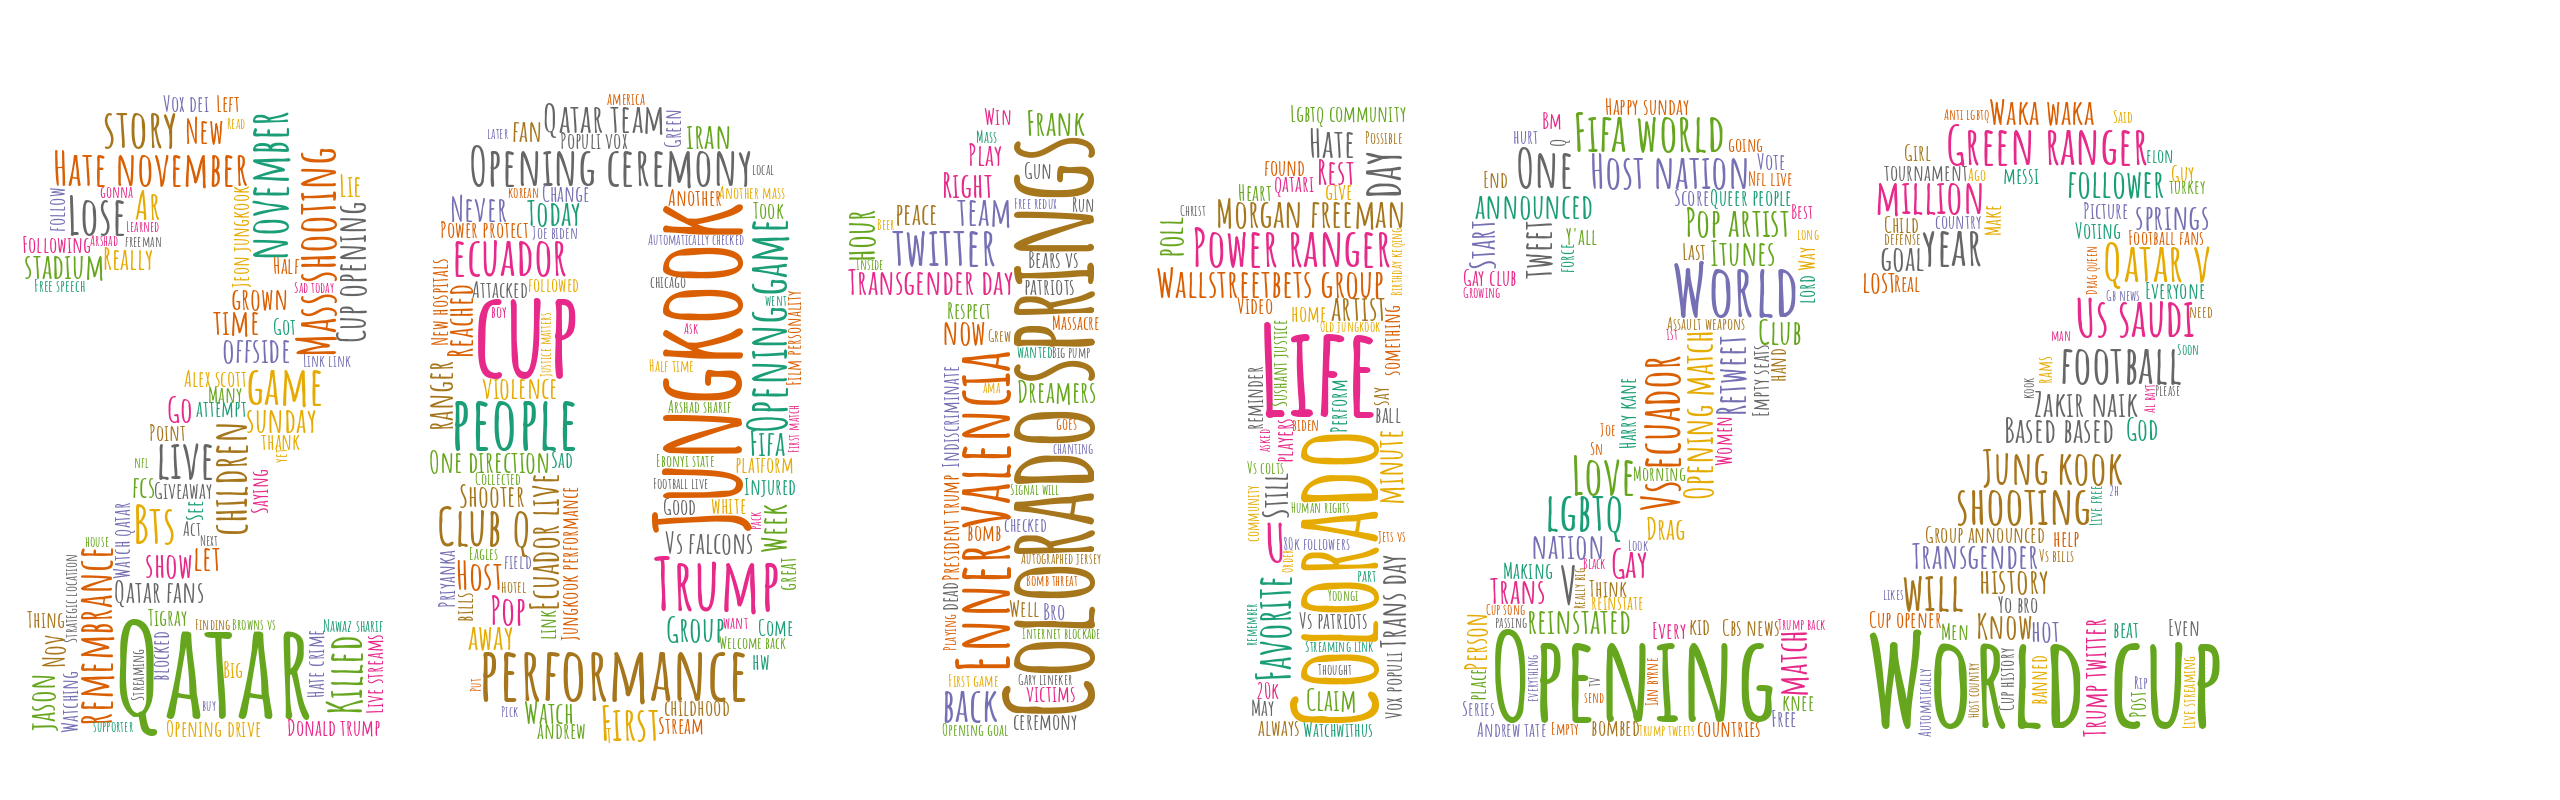 Vox dei Left
story New Read
Hate november
November
Mass shooting
Cup opening
Follow
gonna
Lose Ar
Learned
Lie
Jeon jungkook
Following Arshad freeman
stadium Really
Free speech
Half
Sad today
grown
time Got
offside
Link link
Alex Scott game
Many
Go attempt Sunday
Point thank
yet
nfl live children
fcs Giveaway
Saying
Bts See
Act
Next
Watch qatar
house
show let
Remembrance
Strategic location
Qatar fans
Thing Tigray Finding Browns vs Nawaz sharif
Qatar
Streaming
Blocked
Big
buy
Hate crime
Killed
Live streams
Jason Nov
Watching
supporter Opening drive Donald trump
America
Qatar team
later fan Populi vox
Green
Iran
Opening ceremony local
korean Change Another Another mass
Never Today Took
Power protect Joe biden
Automatically checked
ecuador
Jungkook
Opening game
New hospitals
Reached
Attacked followed
Chicago
went
Film personality
cup
boy
Justice matters
Ask
Half time
violence
Ranger
people
Arshad sharif
Fifa
First match
One direction Sad
Ebonyi state platform
Collected
Football live Injured
Shooter
Good white
Club Q
Ecuador live
Jungkook performance
pack
Week
Vs falcons
Eagles
Priyanka
Host field
hotel
Trump
Great
Bills
Pop
link
Group want Come
away
Welcome back
performance hw
Put
Pick Watch First childhood
Andrew stream
Win Frank
Mass
Play Gun
Right Free redux Run
Hour
Beer peace team
twitter
Inside
Transgender day
Colorado springs
Bears vs
patriots
Respect
now Grew Massacre
wanted Big pump
Enner valencia
Ama
Dreamers
Indiscriminate
President trump
Goes
chanting
Signal will
bomb Checked
Autographed jersey
Bomb threat
Dead
Playing
Well Bro
Internet blockade
First game Gary lineker
back victims
Opening goal ceremony
Lgbtq community
Hate Possible
found Rest Day
Qatari Give
Heart
Christ Morgan freeman
Poll
Power ranger
Birthday keqing
Wallstreetbets group
Video home artist
Old jungkook
Something
Life
Sushant justice
Reminder
Perform
Say
ball
biden
asked
players
Minute
Vs colts
Still
Colorado
community
Human rights
u
80k followers Jets vs
order
part
Favorite
Yoongi
Vs patriots
Trans day
remember
Streaming link
Thought
20k
May Claim
Vox populi
always Watchwithus
Happy sunday
Bm Fifa world
hurt Q going
One Host nation Vote
End Nfl live
Score Queer people
announced Pop artist Best
Start
Tweet
Y'all
force
Last Itunes long
Way
Gay club
Growing
World
Lord
Assault weapons
1st Club
Opening match
Retweet
Empty seats
hand
Harry kane
Vs ecuador
Women
Joe
Sn
Love Morning
lgbtq
Drag
nation Look
Making V Black Gay
Trans
Really big
Think
reinstate
Cup song
passing Reinstated Every kid Cbs news Trump back
Person
place
Opening
everything
Tv
send
Ian byrne
Match
knee
Series
Free
Andrew tate Empty bombed Trump tweets countries
Anti lgbtq Waka waka Said
Green ranger
Girl elon
tournament Ago messi Guy
million follower Turkey
Child country
defense
make
Picture springs
Year
Voting Football fans
Goal
Drag queen
Qatar v
Lost Real
Gb news Everyone
Us saudi need
man
football Soon
Rams
kook
Please
Zakir naik
Al bayt
Based based God
Jung kook
shooting 2h
Live free
Group announced help
Transgender Vs bills
likes will history
Yo bro
Cup opener Men Know hot beat Even
World cup
Automatically
Host country
Cup history
Banned
Trump twitter
Post
Rip
Live streaming